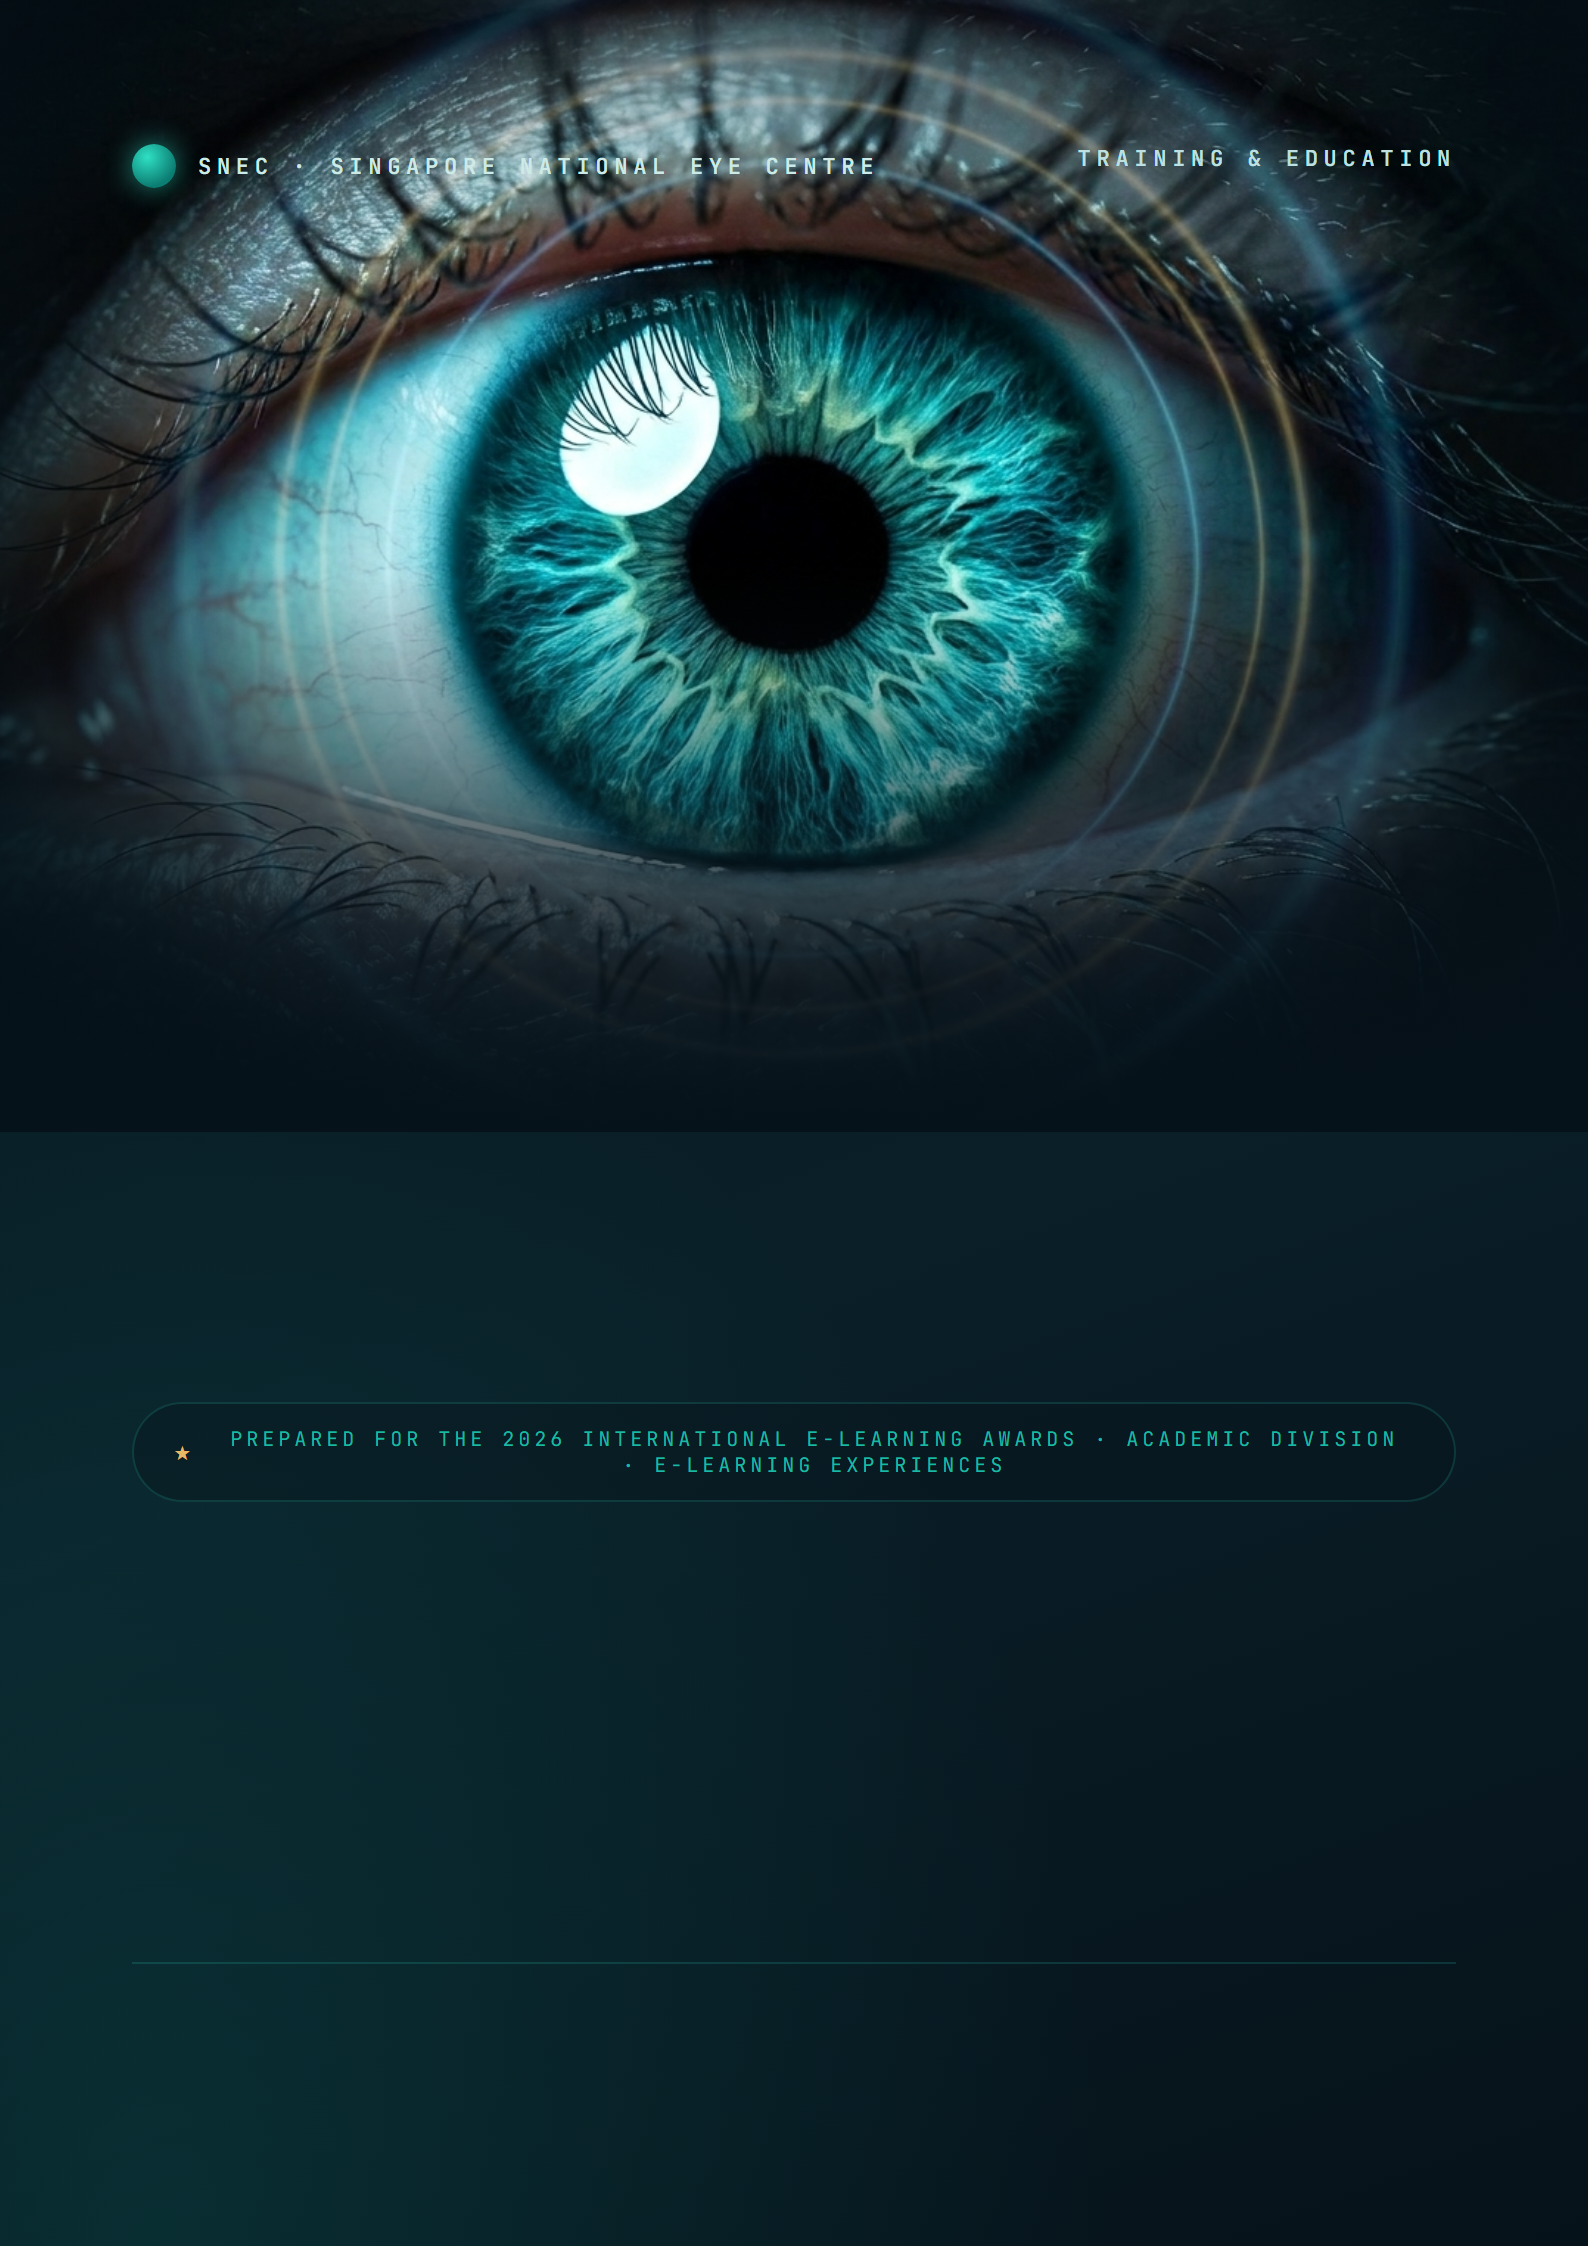 SNEC · SINGAPORE NATIONAL EYE CENTRE
TRAINING & EDUCATION
★ PREPARED FOR THE 2026 INTERNATIONAL E-LEARNING AWARDS · ACADEMIC DIVISION
· E-LEARNING EXPERIENCES